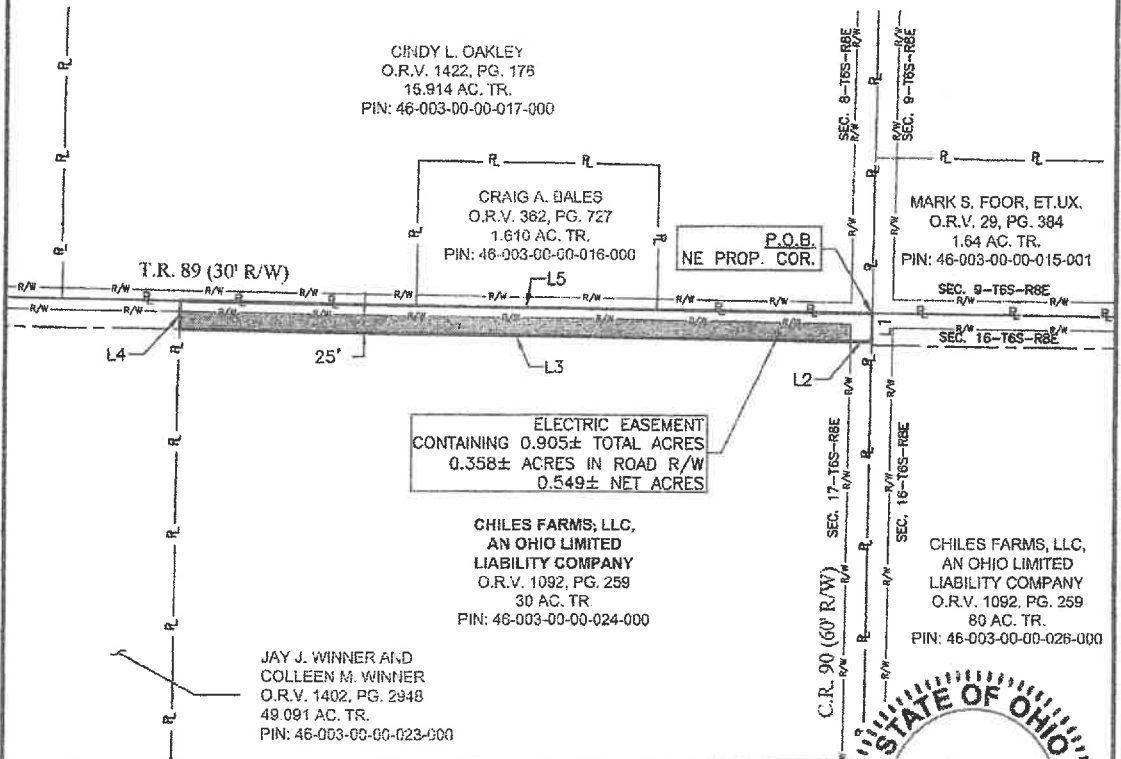 CINDY L. OAKLEY
O.R.V. 1422, PG. 176
15.914 AC. TR.
PIN: 46-003-00-00-017-000
SEC. 8-T6S-R8E
SEC. 9-T6S-R8E
CRAIG A. BALES
O.R.V. 362, PG. 727
1.610 AC. TR.
PIN: 46-003-00-00-016-000
MARK S. FOOR, ET.UX.
O.R.V. 29, PG. 384
1.64 AC. TR.
PIN: 46-003-00-00-015-001
P.O.B.
NE PROP. COR.
T.R. 89 (30' R/W)
L5
SEC. 9-T6S-R8E
L1
SEC. 16-T6S-R8E
L4
25'
L3
L2
ELECTRIC EASEMENT
CONTAINING 0.905± TOTAL ACRES
0.358± ACRES IN ROAD R/W
0.549± NET ACRES
SEC. 17-T6S-R8E
SEC. 16-T6S-R8E
CHILES FARMS, LLC,
AN OHIO LIMITED
LIABILITY COMPANY
O.R.V. 1092, PG. 259
30 AC. TR.
PIN: 46-003-00-00-024-000
CHILES FARMS, LLC,
AN OHIO LIMITED
LIABILITY COMPANY
O.R.V. 1092, PG. 259
80 AC. TR.
PIN: 46-003-00-00-026-000
C.R. 90 (60' R/W)
JAY J. WINNER AND
COLLEEN M. WINNER
O.R.V. 1402, PG. 2948
49.091 AC. TR.
PIN: 46-003-00-00-023-000
STATE OF OHIO